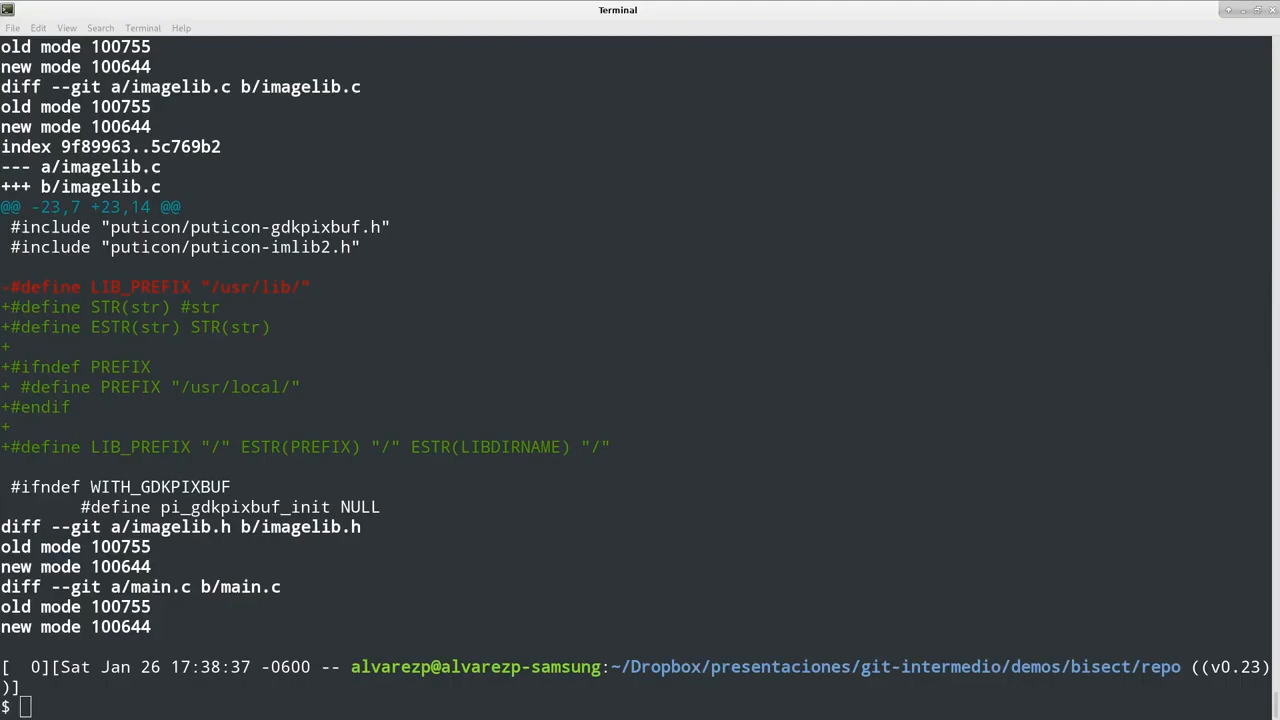 Terminal
File Edit View Search Terminal Help
old mode 100755
new mode 100644
diff --git a/imagelib.c b/imagelib.c
old mode 100755
new mode 100644
index 9f89963..5c769b2
--- a/imagelib.c
+++ b/imagelib.c
@@ -23,7 +23,14 @@
 #include "puticon/puticon-gdkpixbuf.h"
 #include "puticon/puticon-imlib2.h"
-#define LIB_PREFIX "/usr/lib/"
+#define STR(str) #str
+#define ESTR(str) STR(str)
+
+#ifndef PREFIX
+ #define PREFIX "/usr/local/"
+#endif
+
+#define LIB_PREFIX "/" ESTR(PREFIX) "/" ESTR(LIBDIRNAME) "/"
 #ifndef WITH_GDKPIXBUF
        #define pi_gdkpixbuf_init NULL
diff --git a/imagelib.h b/imagelib.h
old mode 100755
new mode 100644
diff --git a/main.c b/main.c
old mode 100755
new mode 100644
[  0][Sat Jan 26 17:38:37 -0600 -- alvarezp@alvarezp-samsung:~/Dropbox/presentaciones/git-intermedio/demos/bisect/repo ((v0.23)
)]
$